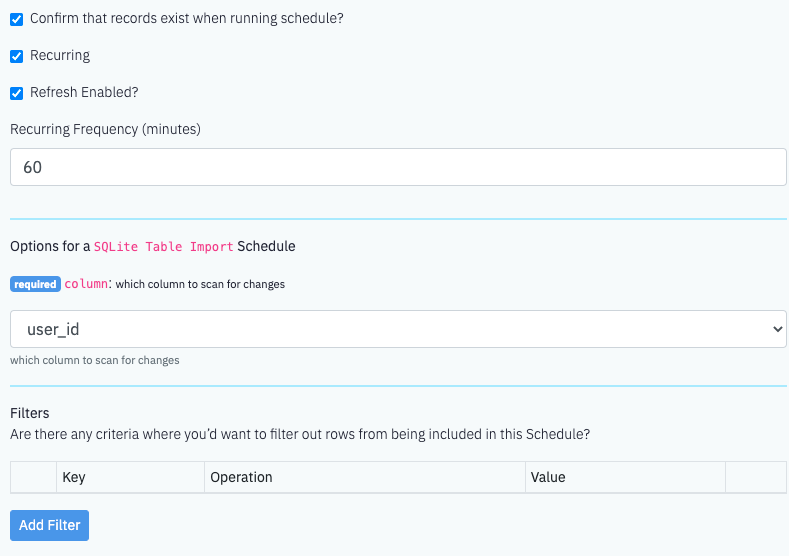 Confirm that records exist when running schedule?
Recurring
Refresh Enabled?
Recurring Frequency (minutes)
60
Options for a SQLite Table Import Schedule
required column: which column to scan for changes
user_id
which column to scan for changes
Filters
Are there any criteria where you'd want to filter out rows from being included in this Schedule?
Key Operation Value
Add Filter